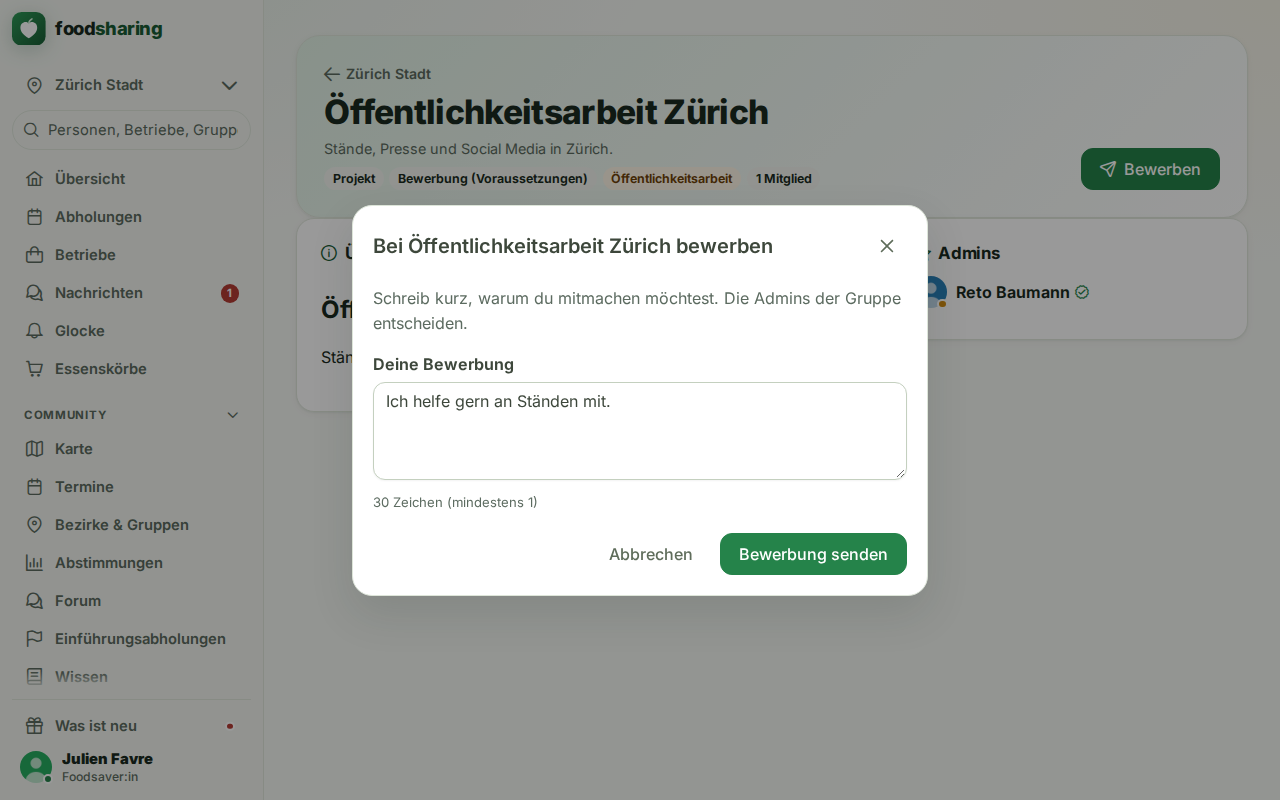 foodsharing
Zürich Stadt
Personen, Betriebe, Grupp
Übersicht
Abholungen
Betriebe
Nachrichten
1
Glocke
Essenskörbe
COMMUNITY
Karte
Termine
Bezirke & Gruppen
Abstimmungen
Forum
Einführungsabholungen
Wissen
Was ist neu
Julien Favre
Foodsaver:in
Zürich Stadt
Öffentlichkeitsarbeit Zürich
Stände, Presse und Social Media in Zürich.
Projekt
Bewerbung (Voraussetzungen)
Öffentlichkeitsarbeit
1 Mitglied
Bewerben
Admins
Reto Baumann
Bei Öffentlichkeitsarbeit Zürich bewerben
Schreib kurz, warum du mitmachen möchtest. Die Admins der Gruppe
entscheiden.
Deine Bewerbung
Ich helfe gern an Ständen mit.
30 Zeichen (mindestens 1)
Abbrechen
Bewerbung senden